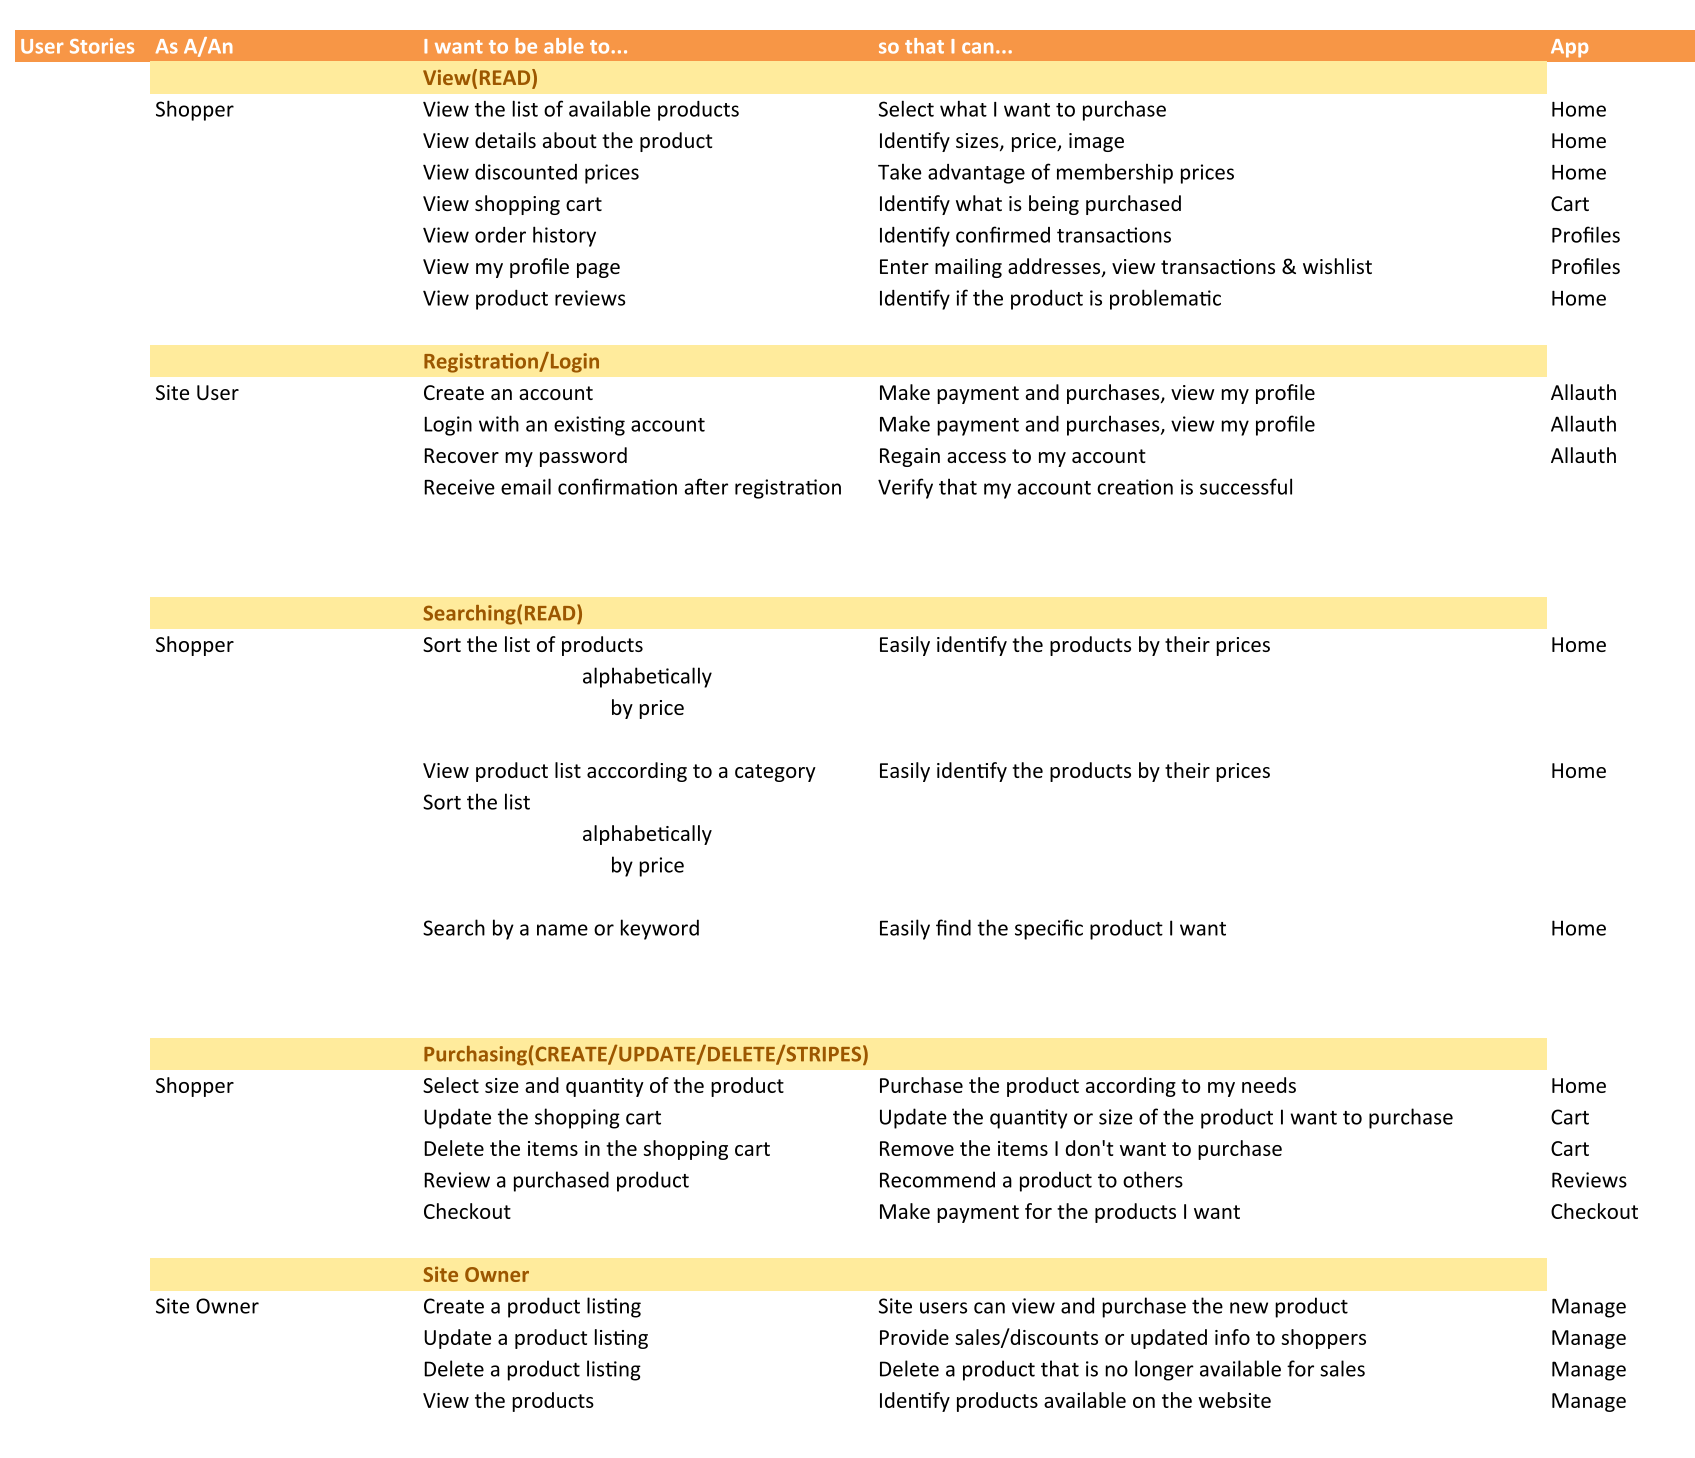 User Stories As A/An I want to be able to... so that I can... App
View(READ)
Shopper View the list of available products Select what I want to purchase Home
View details about the product Identify sizes, price, image Home
View discounted prices Take advantage of membership prices Home
View shopping cart Identify what is being purchased Cart
View order history Identify confirmed transactions Profiles
View my profile page Enter mailing addresses, view transactions & wishlist Profiles
View product reviews Identify if the product is problematic Home
Registration/Login
Site User Create an account Make payment and purchases, view my profile Allauth
Login with an existing account Make payment and purchases, view my profile Allauth
Recover my password Regain access to my account Allauth
Receive email confirmation after registration Verify that my account creation is successful
Searching(READ)
Shopper Sort the list of products Easily identify the products by their prices Home
alphabetically
by price
View product list acccording to a category Easily identify the products by their prices Home
Sort the list
alphabetically
by price
Search by a name or keyword Easily find the specific product I want Home
Purchasing(CREATE/UPDATE/DELETE/STRIPES)
Shopper Select size and quantity of the product Purchase the product according to my needs Home
Update the shopping cart Update the quantity or size of the product I want to purchase Cart
Delete the items in the shopping cart Remove the items I don't want to purchase Cart
Review a purchased product Recommend a product to others Reviews
Checkout Make payment for the products I want Checkout
Site Owner
Site Owner Create a product listing Site users can view and purchase the new product Manage
Update a product listing Provide sales/discounts or updated info to shoppers Manage
Delete a product listing Delete a product that is no longer available for sales Manage
View the products Identify products available on the website Manage